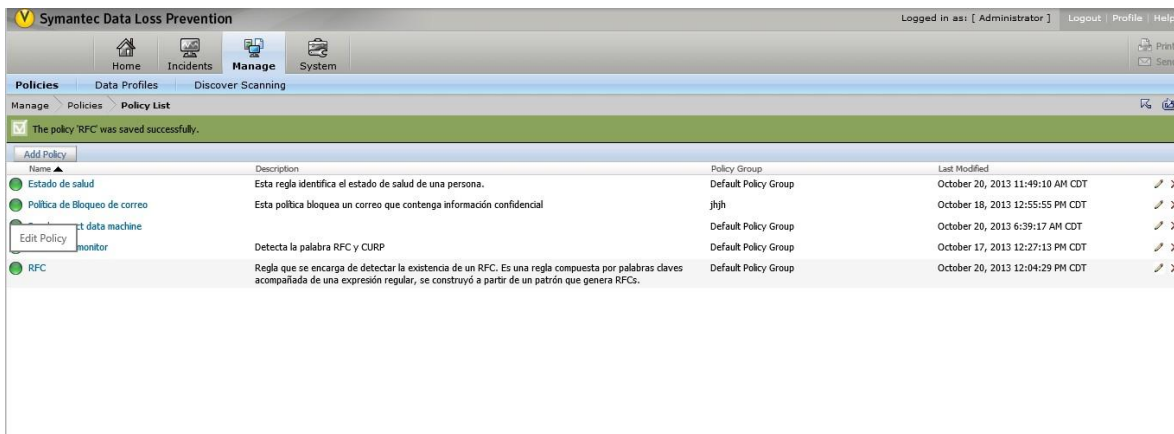 Symantec Data Loss Prevention
Logged in as: [ Administrator ] Logout | Profile | Help
Home Incidents Manage System
Print
Send
Policies Data Profiles Discover Scanning
Manage Policies Policy List
The policy 'RFC' was saved successfully.
Add Policy
Name Description Policy Group Last Modified
Estado de salud Esta regla identifica el estado de salud de una persona. Default Policy Group October 20, 2013 11:49:10 AM CDT
Política de Bloqueo de correo Esta política bloquea un correo que contenga información confidencial jhjh October 18, 2013 12:55:55 PM CDT
data machine Default Policy Group October 20, 2013 6:39:17 AM CDT
Edit Policy
monitor Detecta la palabra RFC y CURP Default Policy Group October 17, 2013 12:27:13 PM CDT
RFC Regla que se encarga de detectar la existencia de un RFC. Es una regla compuesta por palabras claves Default Policy Group October 20, 2013 12:04:29 PM CDT
acompañada de una expresión regular, se construyó a partir de un patrón que genera RFCs.